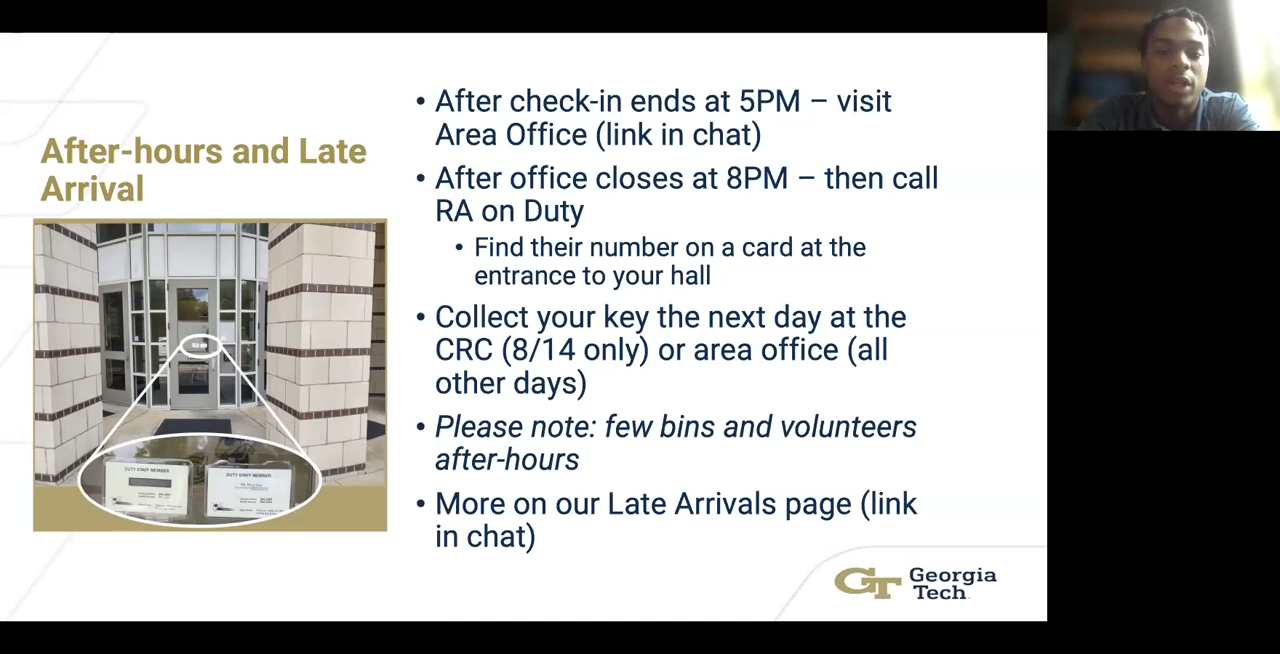 After-hours and Late
Arrival
• After check-in ends at 5PM – visit
Area Office (link in chat)
• After office closes at 8PM – then call
RA on Duty
• Find their number on a card at the
entrance to your hall
• Collect your key the next day at the
CRC (8/14 only) or area office (all
other days)
• Please note: few bins and volunteers
after-hours
• More on our Late Arrivals page (link
in chat)
DUTY STAFF MEMBER
DUTY STAFF MEMBER
GT Georgia
Tech